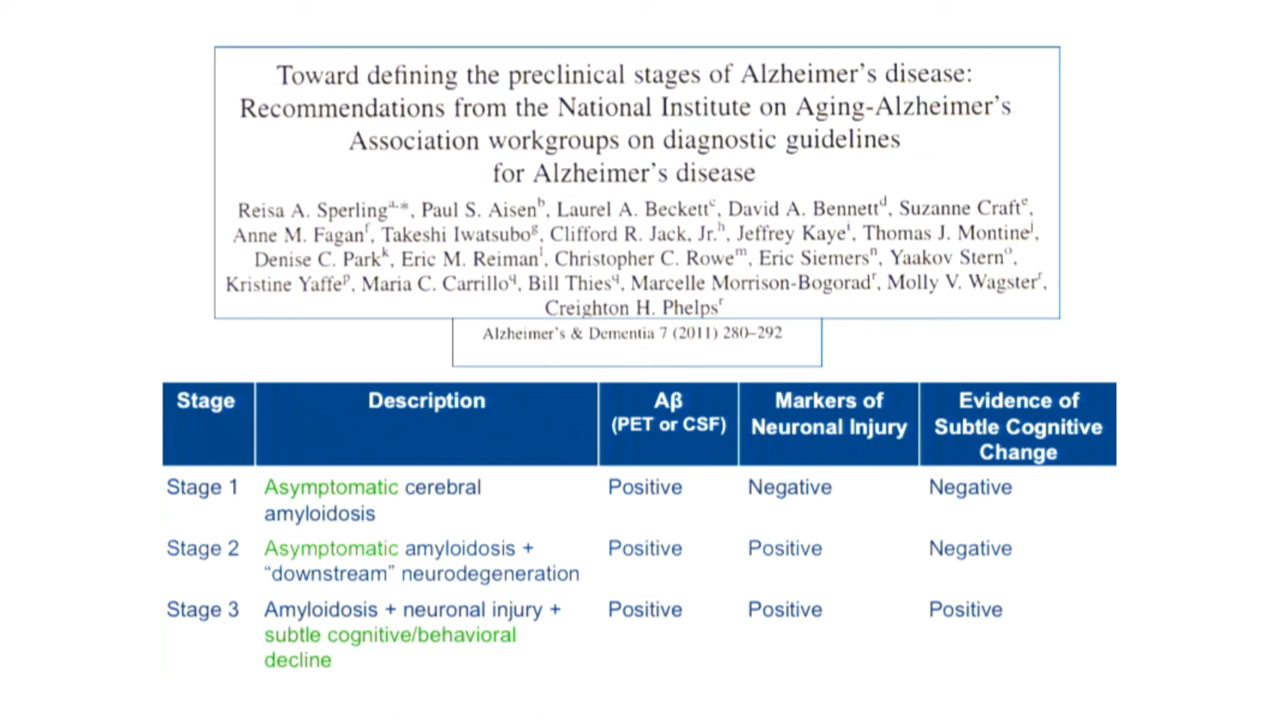 Toward defining the preclinical stages of Alzheimer's disease:
Recommendations from the National Institute on Aging-Alzheimer's
Association workgroups on diagnostic guidelines
for Alzheimer's disease
Reisa A. Sperling^a,*, Paul S. Aisen^b, Laurel A. Beckett^c, David A. Bennett^d, Suzanne Craft^e,
Anne M. Fagan^f, Takeshi Iwatsubo^g, Clifford R. Jack, Jr.^h, Jeffrey Kaye^i, Thomas J. Montine^j,
Denise C. Park^k, Eric M. Reiman^l, Christopher C. Rowe^m, Eric Siemers^n, Yaakov Stern^o,
Kristine Yaffe^p, Maria C. Carrillo^q, Bill Thies^q, Marcelle Morrison-Bogorad^r, Molly V. Wagster^r,
Creighton H. Phelps^r
Alzheimer's & Dementia 7 (2011) 280–292
Stage Description Aβ (PET or CSF) Markers of Neuronal Injury Evidence of Subtle Cognitive Change
Stage 1 Asymptomatic cerebral amyloidosis Positive Negative Negative
Stage 2 Asymptomatic amyloidosis + "downstream" neurodegeneration Positive Positive Negative
Stage 3 Amyloidosis + neuronal injury + subtle cognitive/behavioral decline Positive Positive Positive